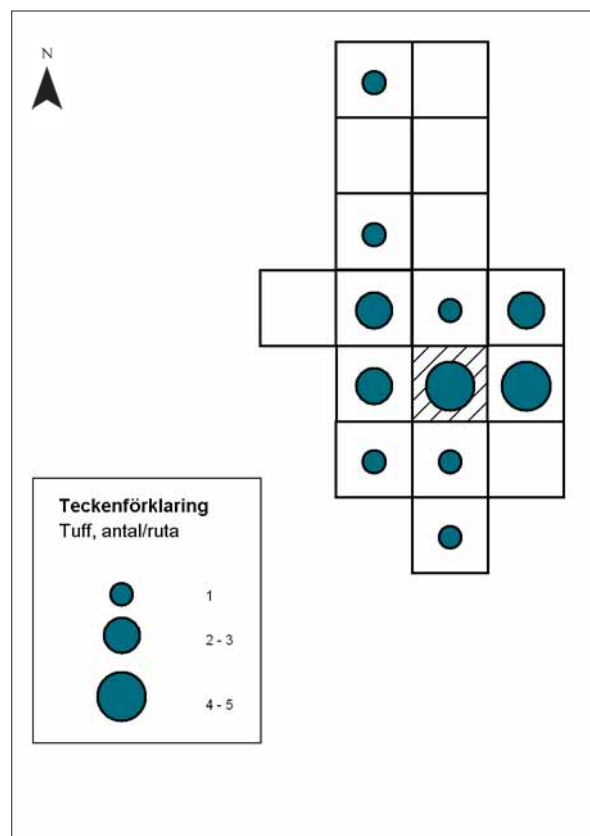 N
Teckenförklaring
Tuff, antal/ruta
1
2 - 3
4 - 5